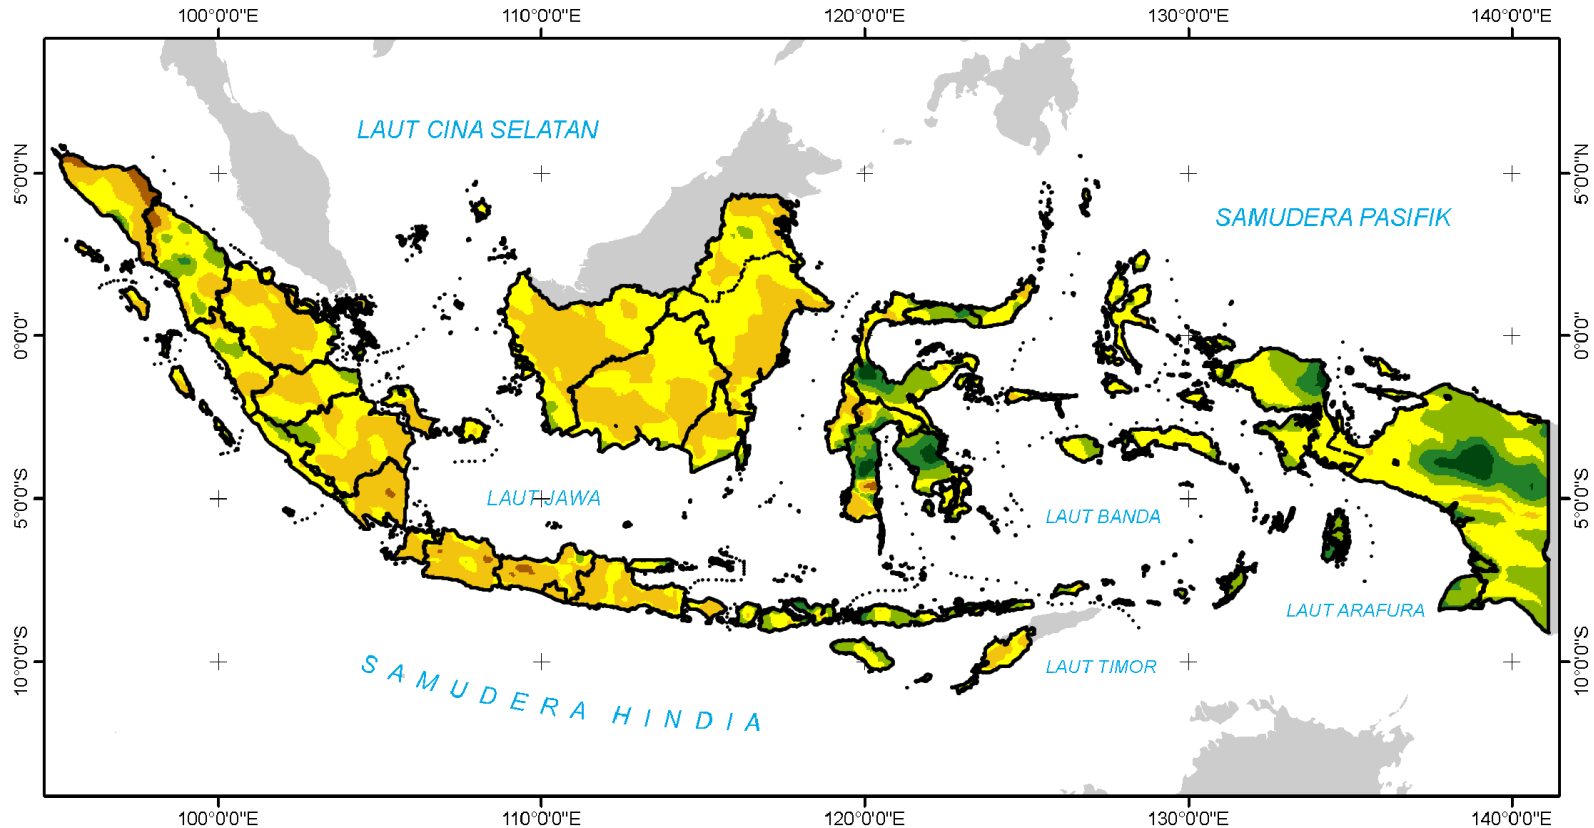 100°0'0"E 110°0'0"E 120°0'0"E 130°0'0"E 140°0'0"E
LAUT CINA SELATAN
5°0'0"N 5°0'0"N
SAMUDERA PASIFIK
0°0'0" 0°0'0"
LAUT JAWA
5°0'0"S 5°0'0"S
LAUT BANDA
LAUT ARAFURA
10°0'0"S 10°0'0"S
LAUT TIMOR
SAMUDERA HINDIA
100°0'0"E 110°0'0"E 120°0'0"E 130°0'0"E 140°0'0"E